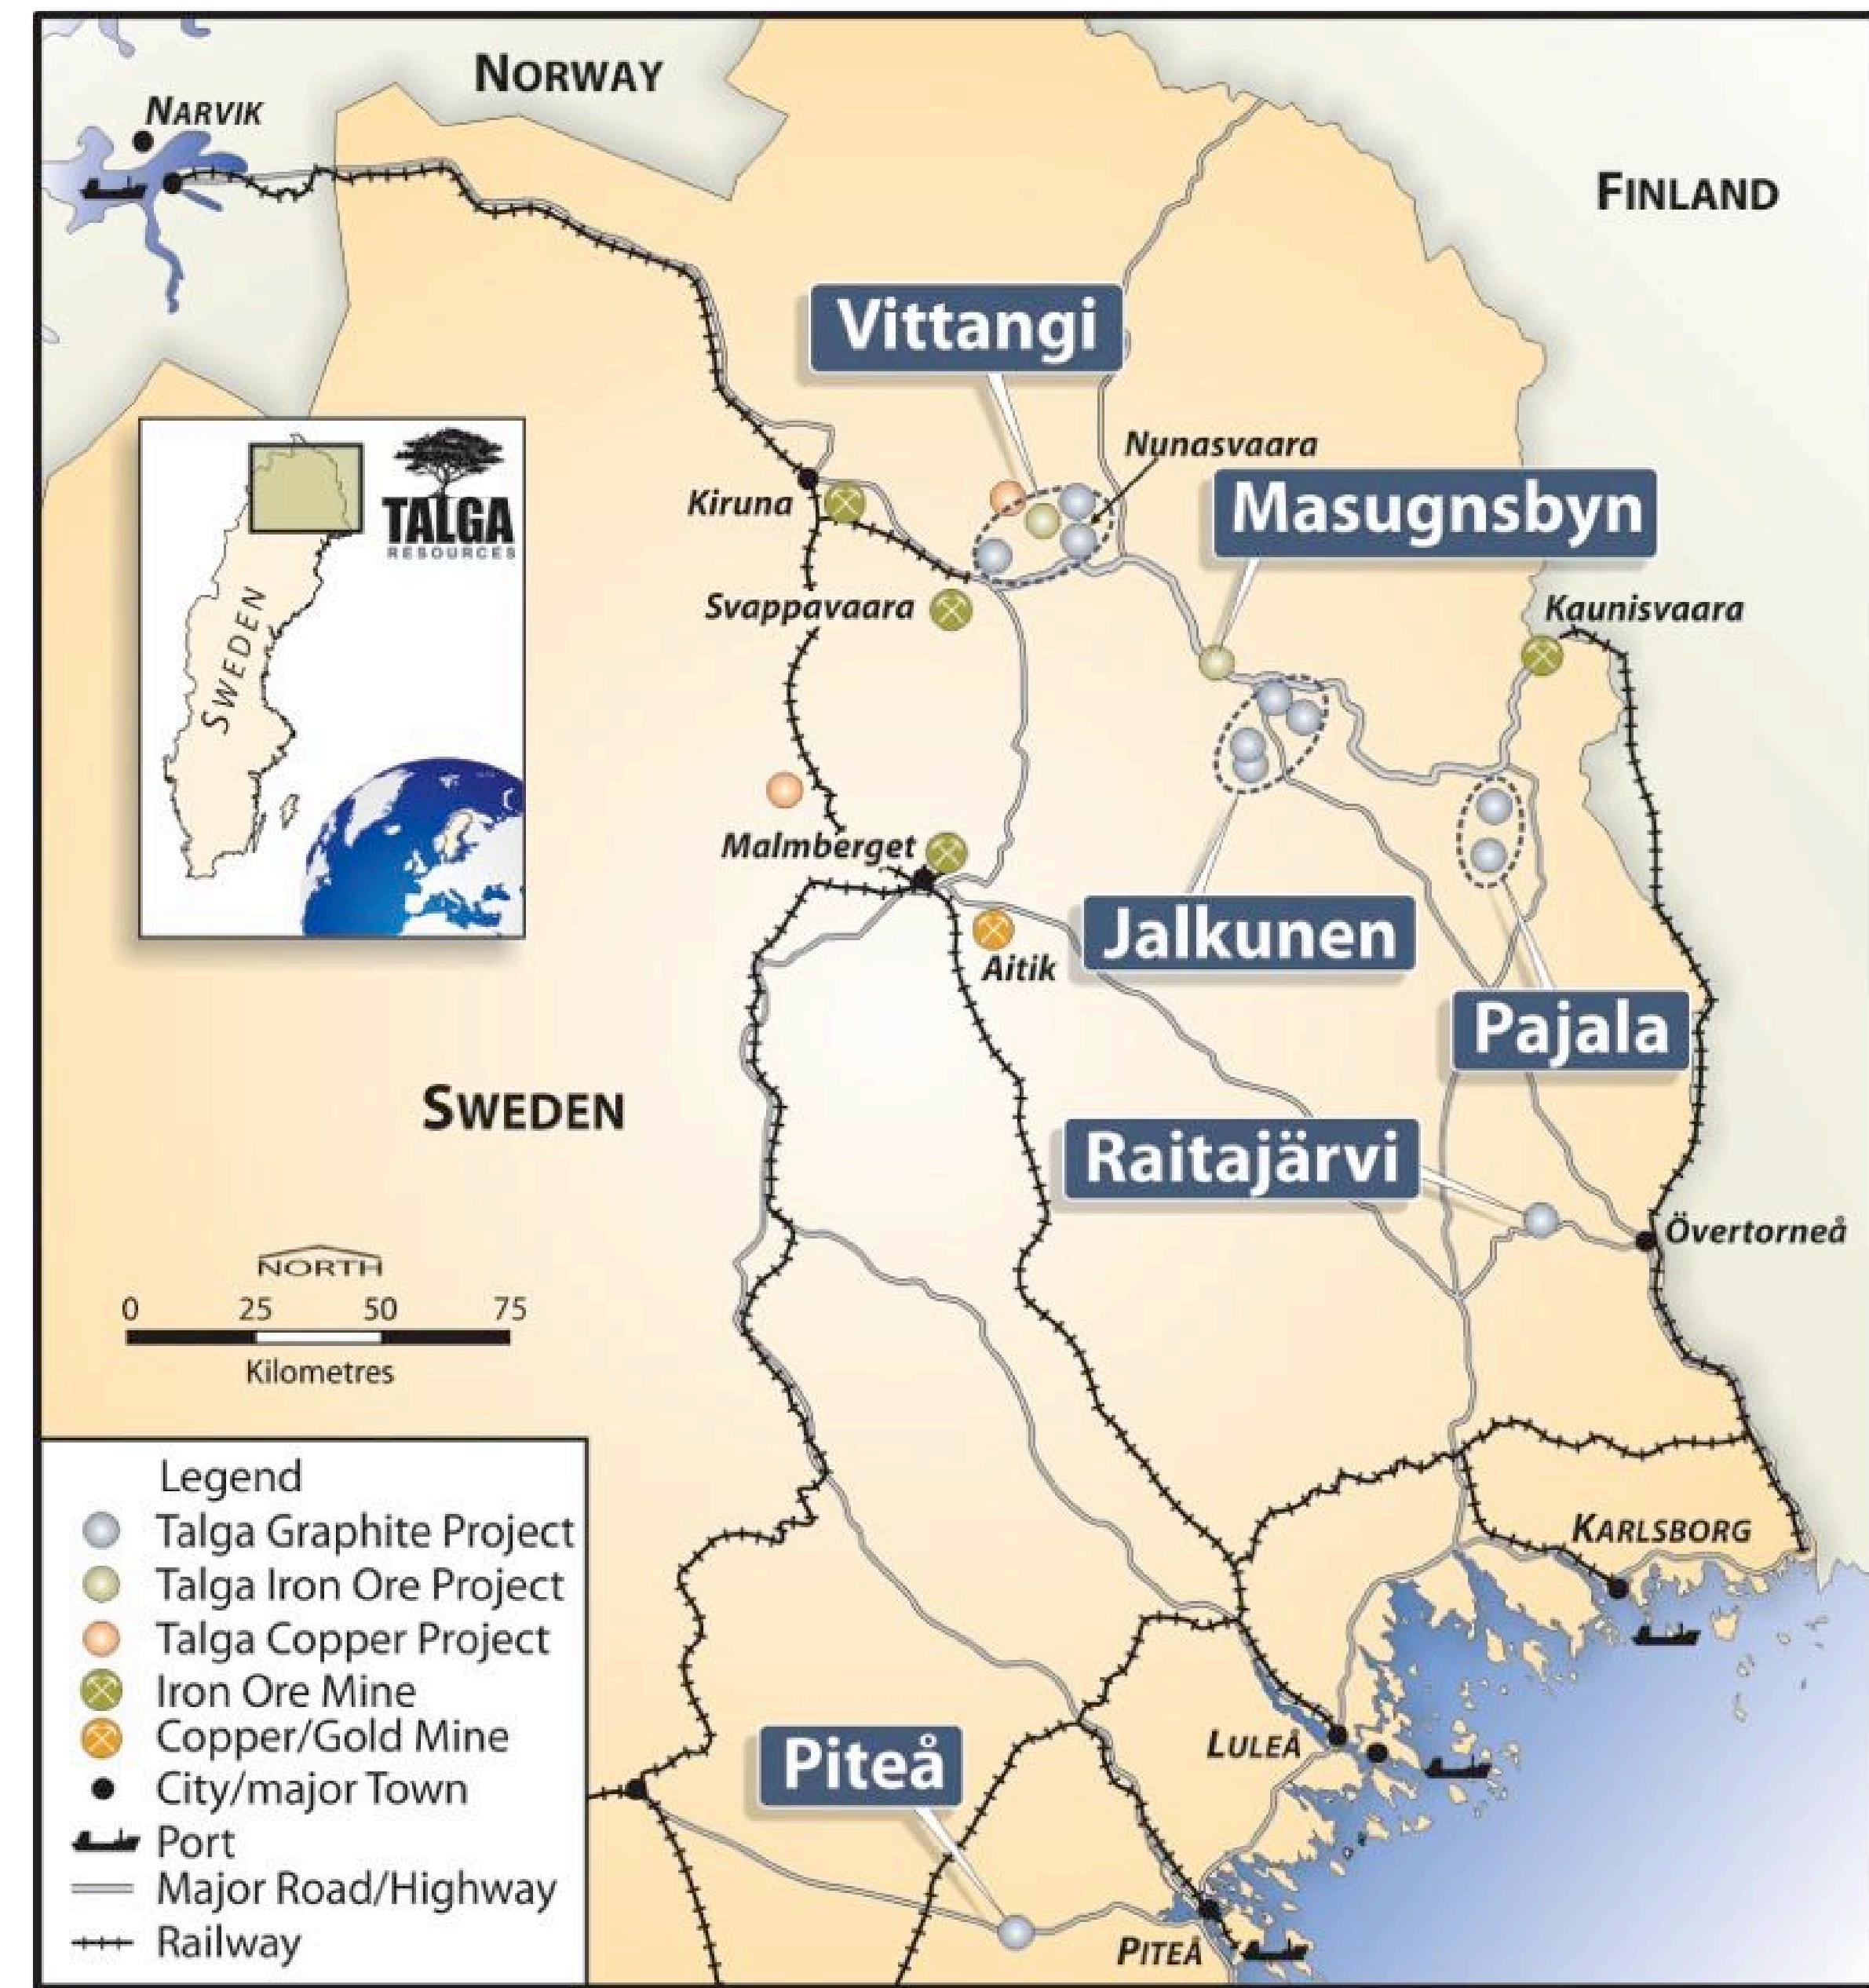 NORWAY
NARVIK
FINLAND
Vittangi
Nunasvaara
Masugnsbyn
Kiruna
TALGA
RESOURCES
Svappavaara
Kaunisvaara
SWEDEN
Malmberget
Jalkunen
Aitik
Pajala
SWEDEN
Raitajärvi
Övertorneå
NORTH
0 25 50 75
Kilometres
Legend
Talga Graphite Project
Talga Iron Ore Project
Talga Copper Project
Iron Ore Mine
Copper/Gold Mine
City/major Town
Port
Major Road/Highway
Railway
KARLSBORG
LULEÅ
Piteå
PITEÅ